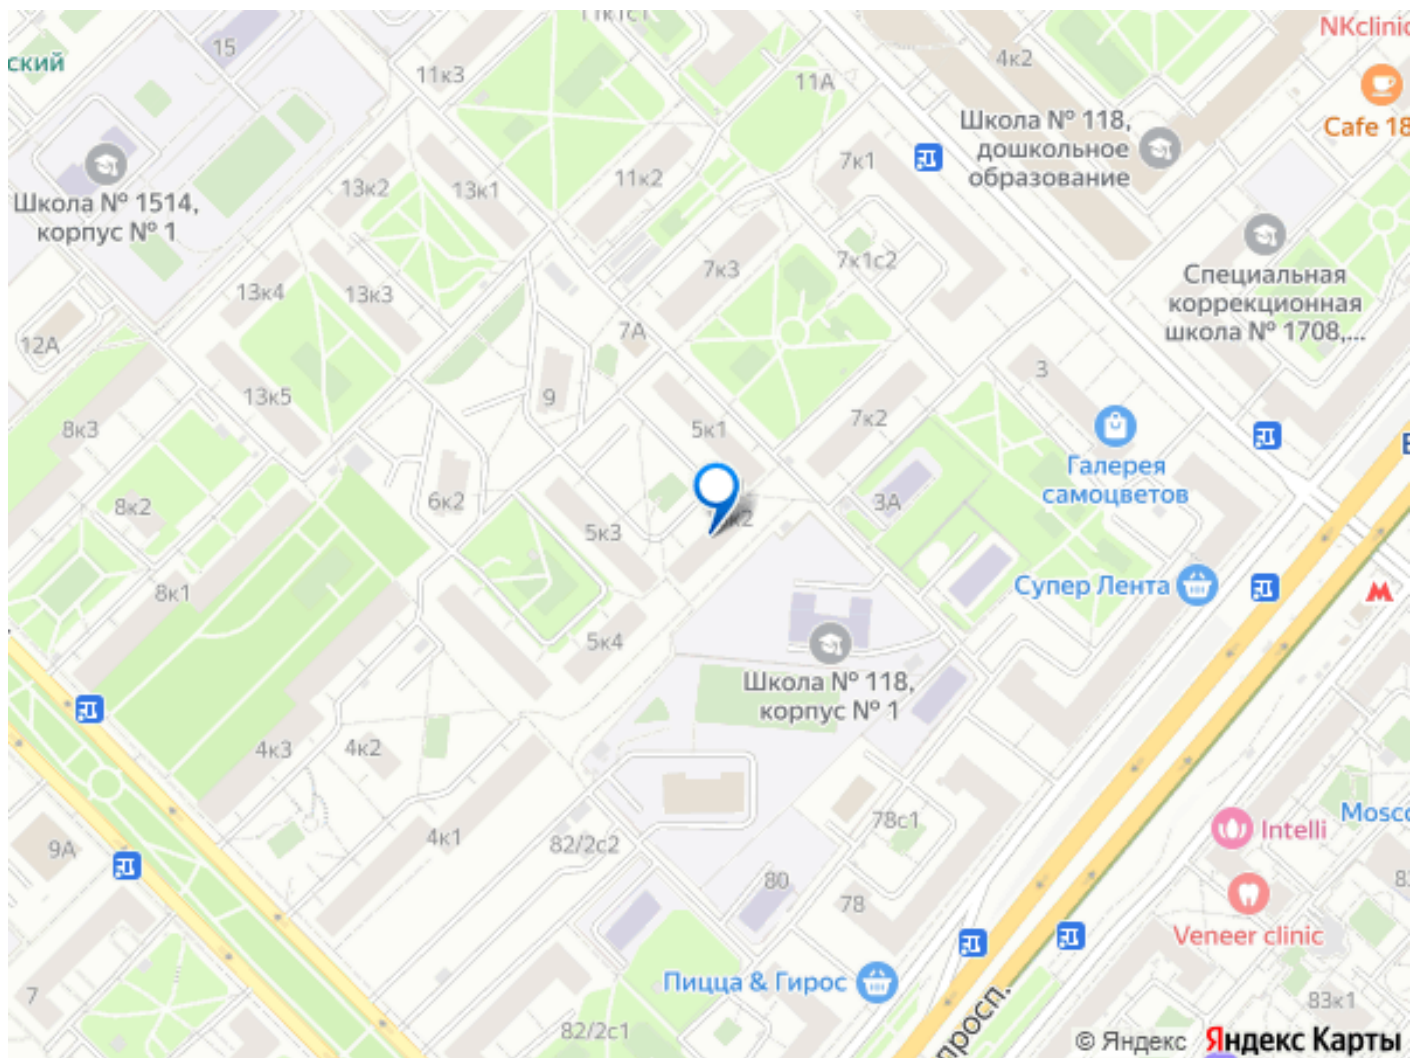 11к1с1
NKclinic
15
ский
4к2
11к3
11А
Cafe 18
Школа № 118,
дошкольное
образование
7к1
13к2
13к1
11к2
Школа № 1514,
корпус № 1
7к3
7к1с2
Специальная
коррекционная
школа № 1708,...
13к4
13к3
7А
12А
3
13к5
9
8к3
5к1
7к2
Галерея
самоцветов
8к2
6к2
5к3
3А
8к1
Супер Лента
М
5к4
Школа № 118,
корпус № 1
4к3
4к2
4к1
82/2с2
78с1
Intelli
Mosco
9А
80
78
83
Veneer clinic
7
Пицца & Гирос
82/2с1
просп.
83к1
© Яндекс Яндекс Карты